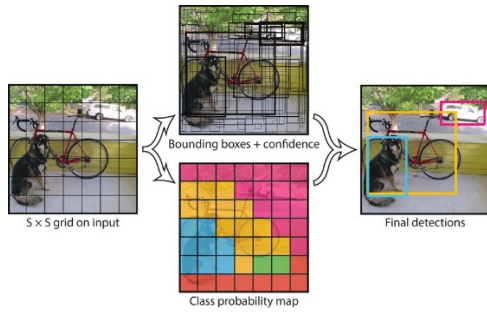 Bounding boxes + confidence
S × S grid on input
Final detections
Class probability map